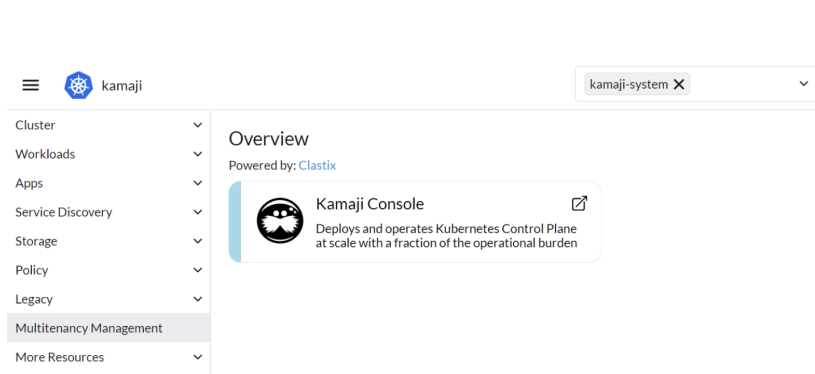 kamaji
kamaji-system
Cluster
Workloads
Apps
Service Discovery
Storage
Policy
Legacy
Multitenancy Management
More Resources
Overview
Powered by: Clastix
Kamaji Console
Deploys and operates Kubernetes Control Plane
at scale with a fraction of the operational burden